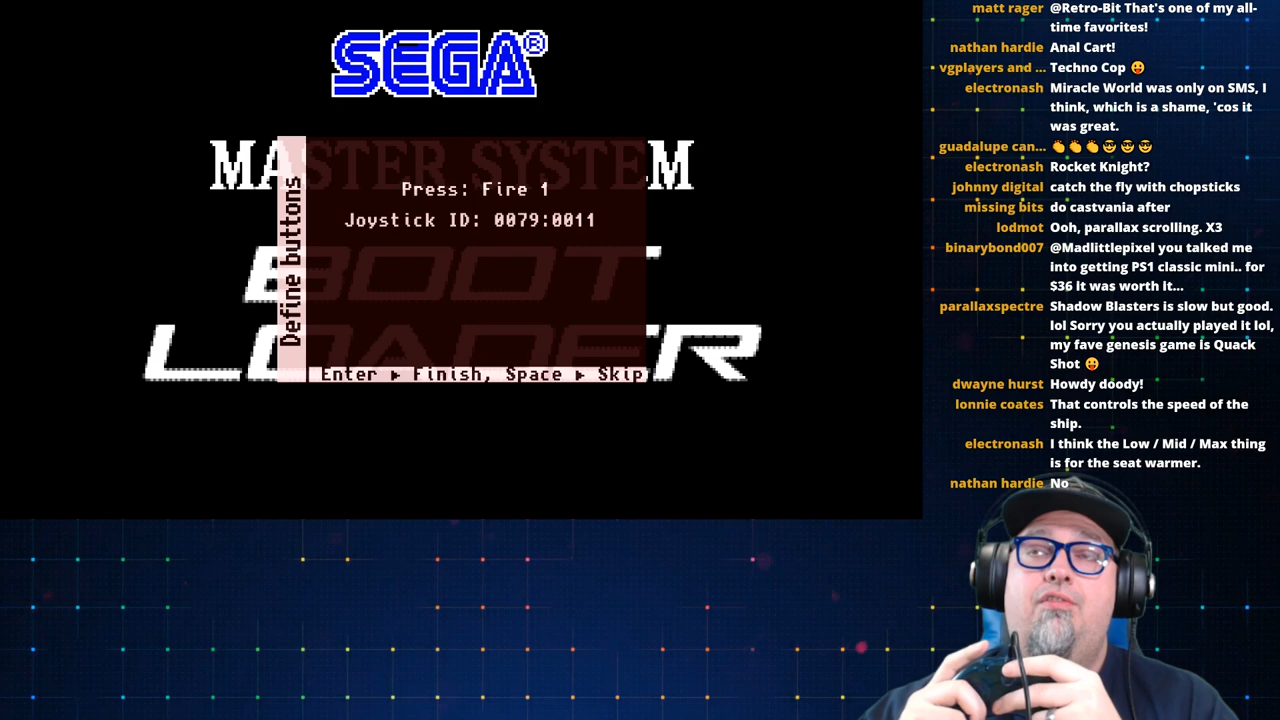 SEGA®
MASTER SYSTEM
BOOT
LOADER
Define buttons
Press: Fire 1
Joystick ID: 0079:0011
Enter ▸ Finish, Space ▸ Skip
matt rager @Retro-Bit That's one of my all-
time favorites!
nathan hardie Anal Cart!
vgplayers and ... Techno Cop 😛
electronash Miracle World was only on SMS, I
think, which is a shame, 'cos it
was great.
guadalupe can... 👏👏👏😎😎😎
electronash Rocket Knight?
johnny digital catch the fly with chopsticks
missing bits do castvania after
lodmot Ooh, parallax scrolling. X3
binarybond007 @Madlittlepixel you talked me
into getting PS1 classic mini.. for
$36 It was worth it...
parallaxspectre Shadow Blasters is slow but good.
lol Sorry you actually played it lol,
my fave genesis game is Quack
Shot 😛
dwayne hurst Howdy doody!
lonnie coates That controls the speed of the
ship.
electronash I think the Low / Mid / Max thing
is for the seat warmer.
nathan hardie No